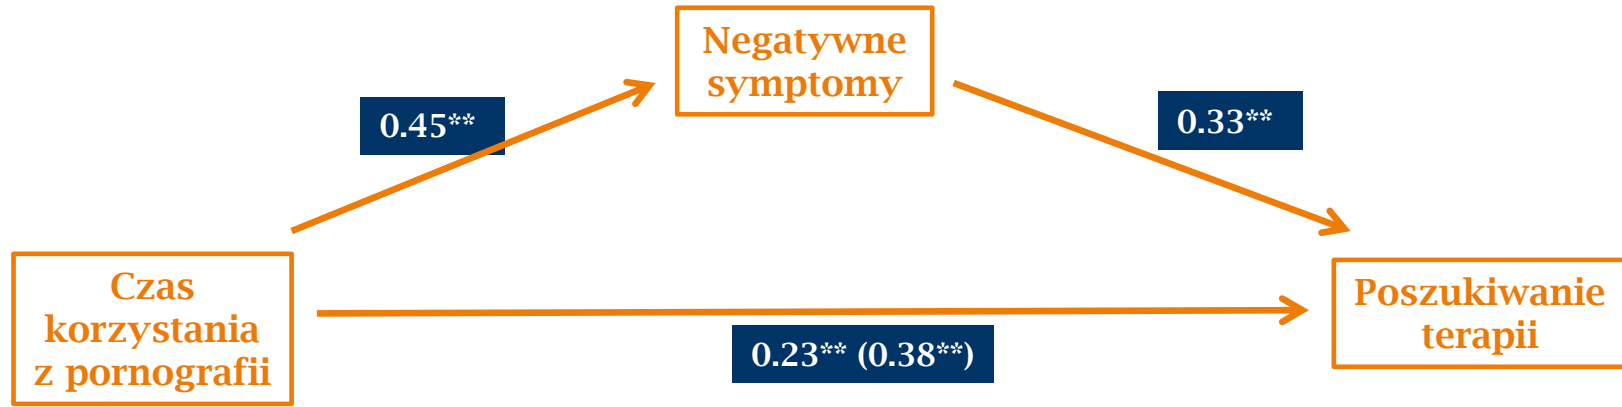 Negatywne
symptomy
0.45**
0.33**
Czas
korzystania
z pornografii
0.23** (0.38**)
Poszukiwanie
terapii